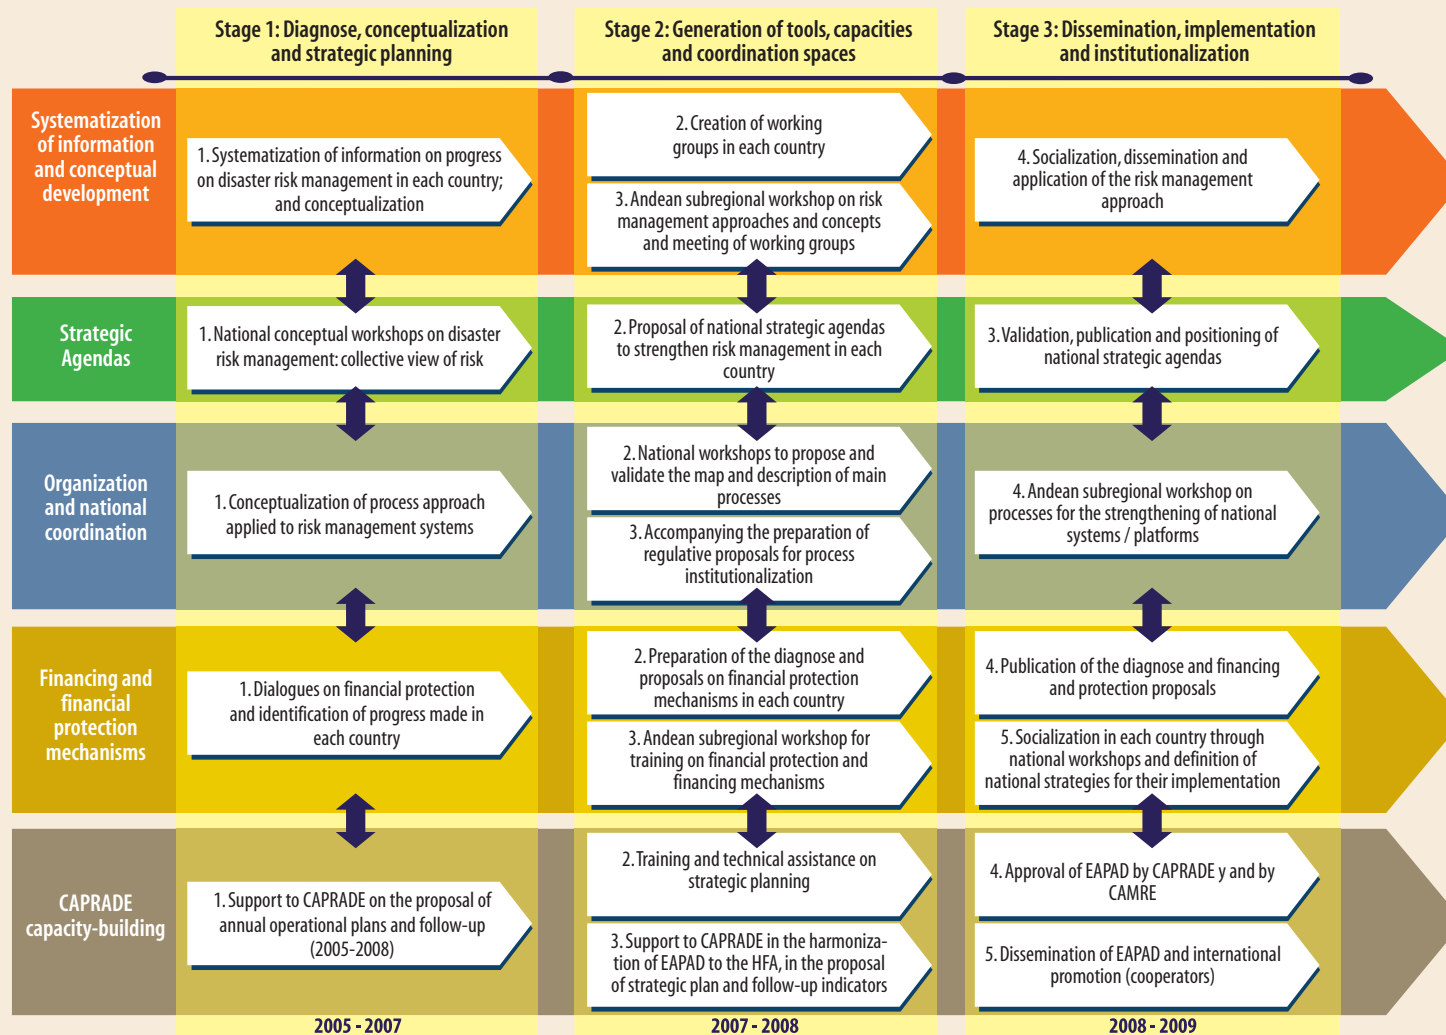 Stage 1: Diagnose, conceptualization
and strategic planning
Stage 2: Generation of tools, capacities
and coordination spaces
Stage 3: Dissemination, implementation
and institutionalization
Systematization
of information
and conceptual
development
1. Systematization of information on progress
on disaster risk management in each country;
and conceptualization
2. Creation of working
groups in each country
3. Andean subregional workshop on risk
management approaches and concepts
and meeting of working groups
4. Socialization, dissemination and
application of the risk management
approach
Strategic
Agendas
1. National conceptual workshops on disaster
risk management: collective view of risk
2. Proposal of national strategic agendas
to strengthen risk management in each
country
3. Validation, publication and positioning of
national strategic agendas
Organization
and national
coordination
1. Conceptualization of process approach
applied to risk management systems
2. National workshops to propose and
validate the map and description of main
processes
3. Accompanying the preparation of
regulative proposals for process
institutionalization
4. Andean subregional workshop on
processes for the strengthening of national
systems / platforms
Financing and
financial
protection
mechanisms
1. Dialogues on financial protection
and identification of progress made in
each country
2. Preparation of the diagnose and
proposals on financial protection
mechanisms in each country
3. Andean subregional workshop for
training on financial protection and
financing mechanisms
4. Publication of the diagnose and financing
and protection proposals
5. Socialization in each country through
national workshops and definition of
national strategies for their implementation
CAPRADE
capacity-building
1. Support to CAPRADE on the proposal of
annual operational plans and follow-up
(2005-2008)
2. Training and technical assistance on
strategic planning
3. Support to CAPRADE in the harmoniza-
tion of EAPAD to the HFA, in the proposal
of strategic plan and follow-up indicators
4. Approval of EAPAD by CAPRADE y and by
CAMRE
5. Dissemination of EAPAD and international
promotion (cooperators)
2005 - 2007
2007 - 2008
2008 - 2009